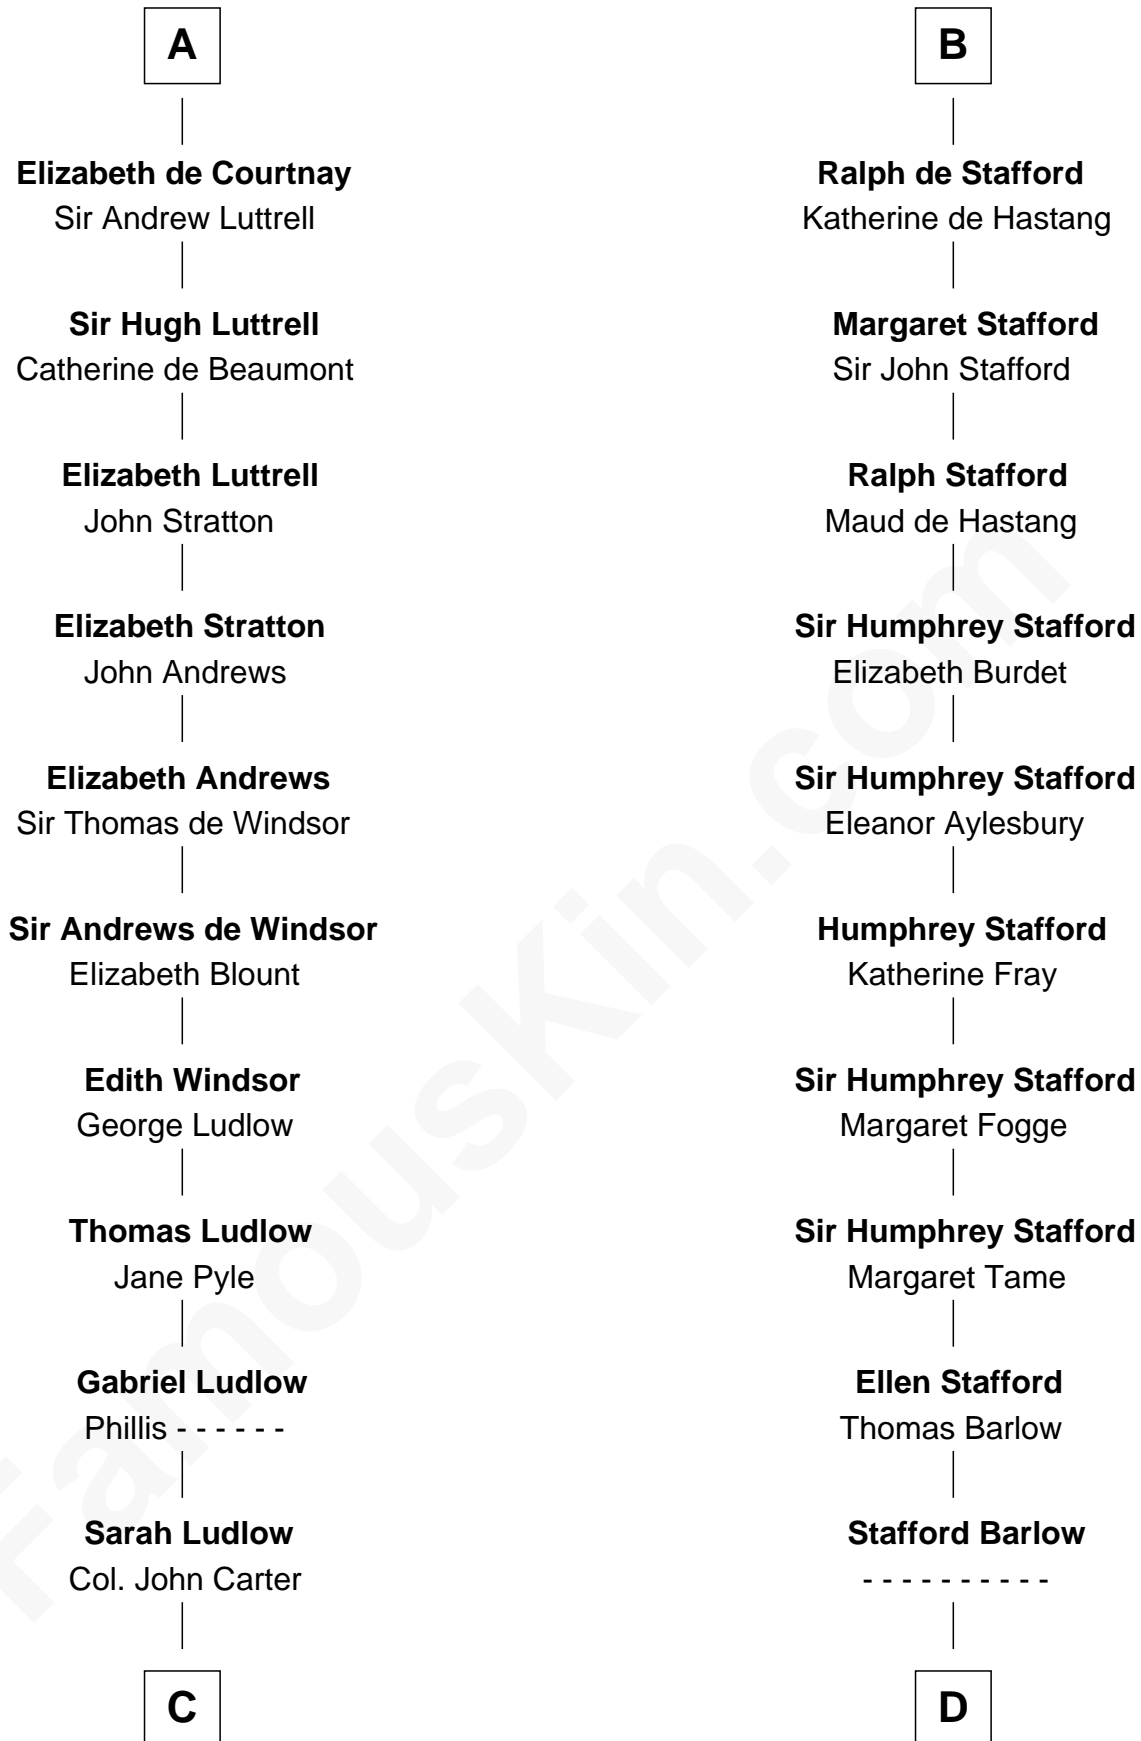 A
Elizabeth de Courtnay
Sir Andrew Luttrell
Sir Hugh Luttrell
Catherine de Beaumont
Elizabeth Luttrell
John Stratton
Elizabeth Stratton
John Andrews
Elizabeth Andrews
Sir Thomas de Windsor
Sir Andrews de Windsor
Elizabeth Blount
Edith Windsor
George Ludlow
Thomas Ludlow
Jane Pyle
Gabriel Ludlow
Phillis - - - - - -
Sarah Ludlow
Col. John Carter
C
B
Ralph de Stafford
Katherine de Hastang
Margaret Stafford
Sir John Stafford
Ralph Stafford
Maud de Hastang
Sir Humphrey Stafford
Elizabeth Burdet
Sir Humphrey Stafford
Eleanor Aylesbury
Humphrey Stafford
Katherine Fray
Sir Humphrey Stafford
Margaret Fogge
Sir Humphrey Stafford
Margaret Tame
Ellen Stafford
Thomas Barlow
Stafford Barlow
- - - - - - - - - -
D
FamousKin.com